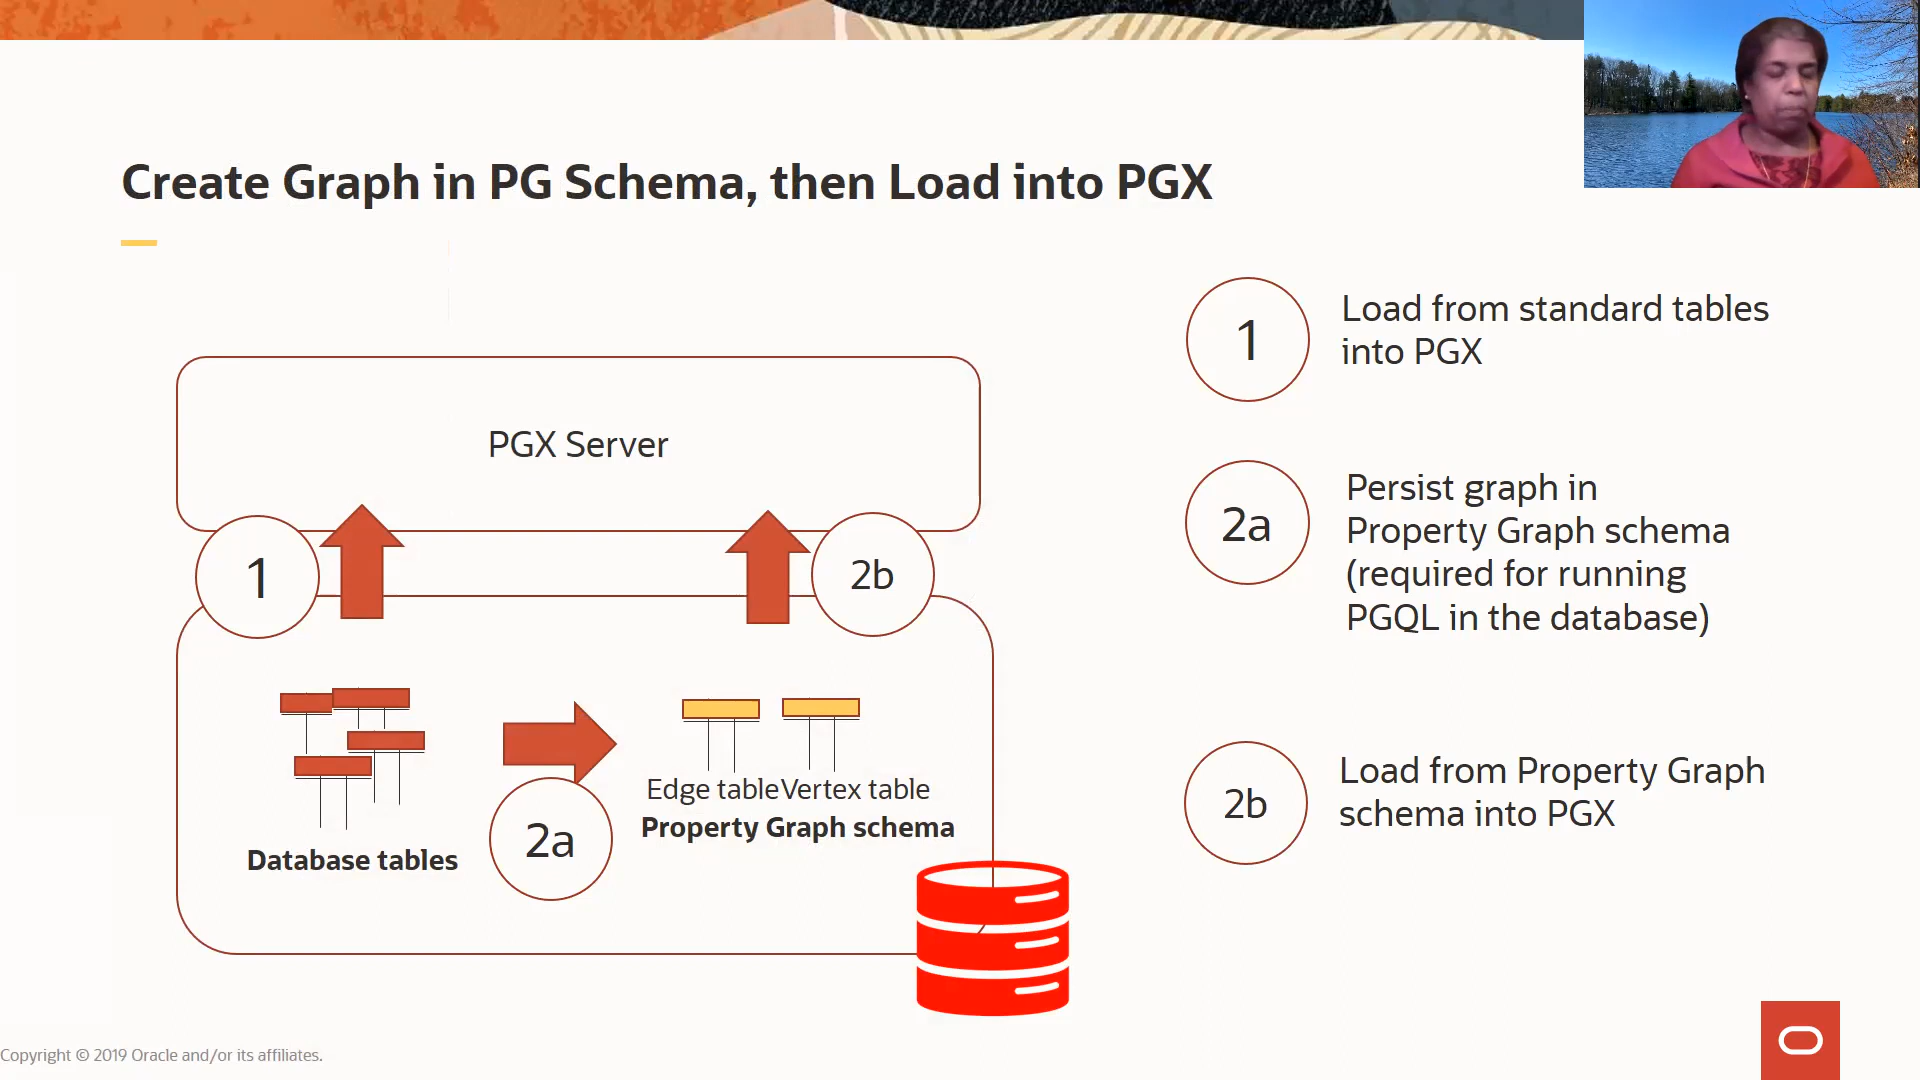 Create Graph in PG Schema, then Load into PGX
PGX Server
1
2b
Edge table Vertex table
Property Graph schema
2a
Database tables
1
Load from standard tables
into PGX
2a
Persist graph in
Property Graph schema
(required for running
PGQL in the database)
2b
Load from Property Graph
schema into PGX
Copyright © 2019 Oracle and/or its affiliates.